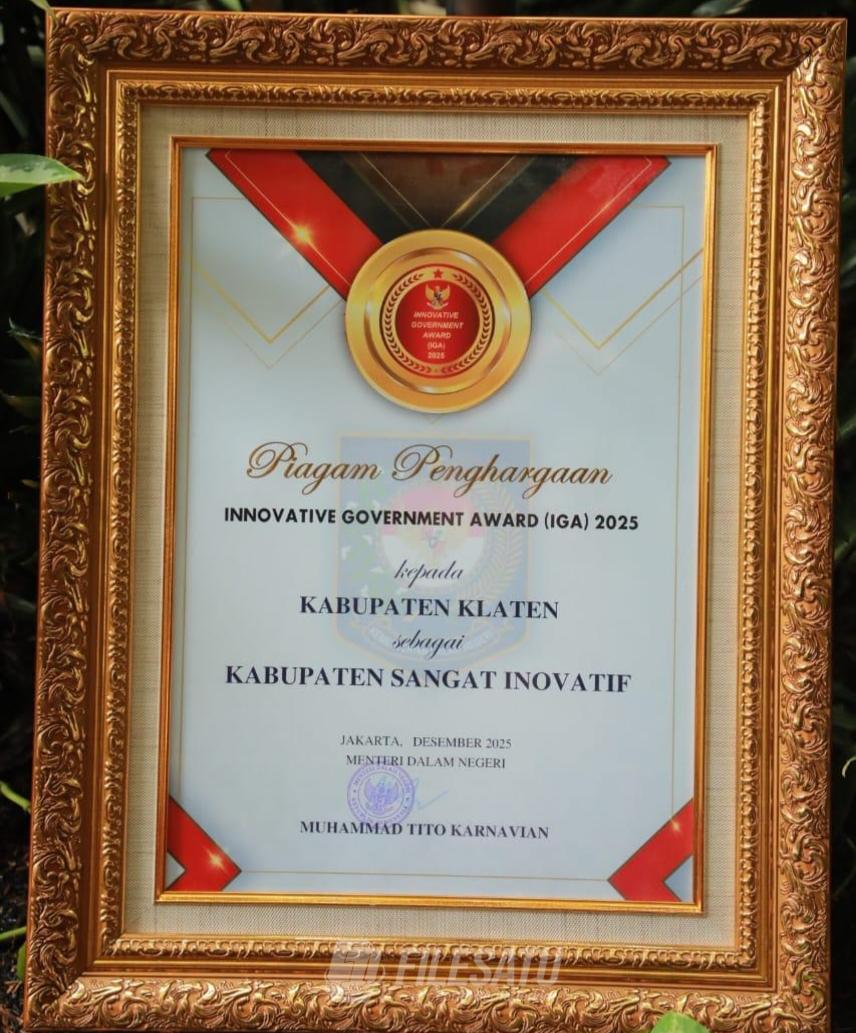 INNOVATIVE
GOVERNMENT
AWARD
(IGA)
2025
Piagam Penghargaan
INNOVATIVE GOVERNMENT AWARD (IGA) 2025
kepada
KABUPATEN KLATEN
sebagai
KABUPATEN SANGAT INOVATIF
JAKARTA, DESEMBER 2025
MENTERI DALAM NEGERI
MUHAMMAD TITO KARNAVIAN
FILESATU